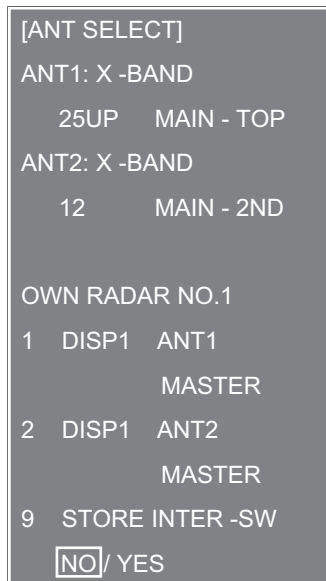 [ANT SELECT]
ANT1: X -BAND
25UP MAIN - TOP
ANT2: X -BAND
12 MAIN - 2ND
OWN RADAR NO.1
1 DISP1 ANT1
MASTER
2 DISP1 ANT2
MASTER
9 STORE INTER -SW
NO / YES